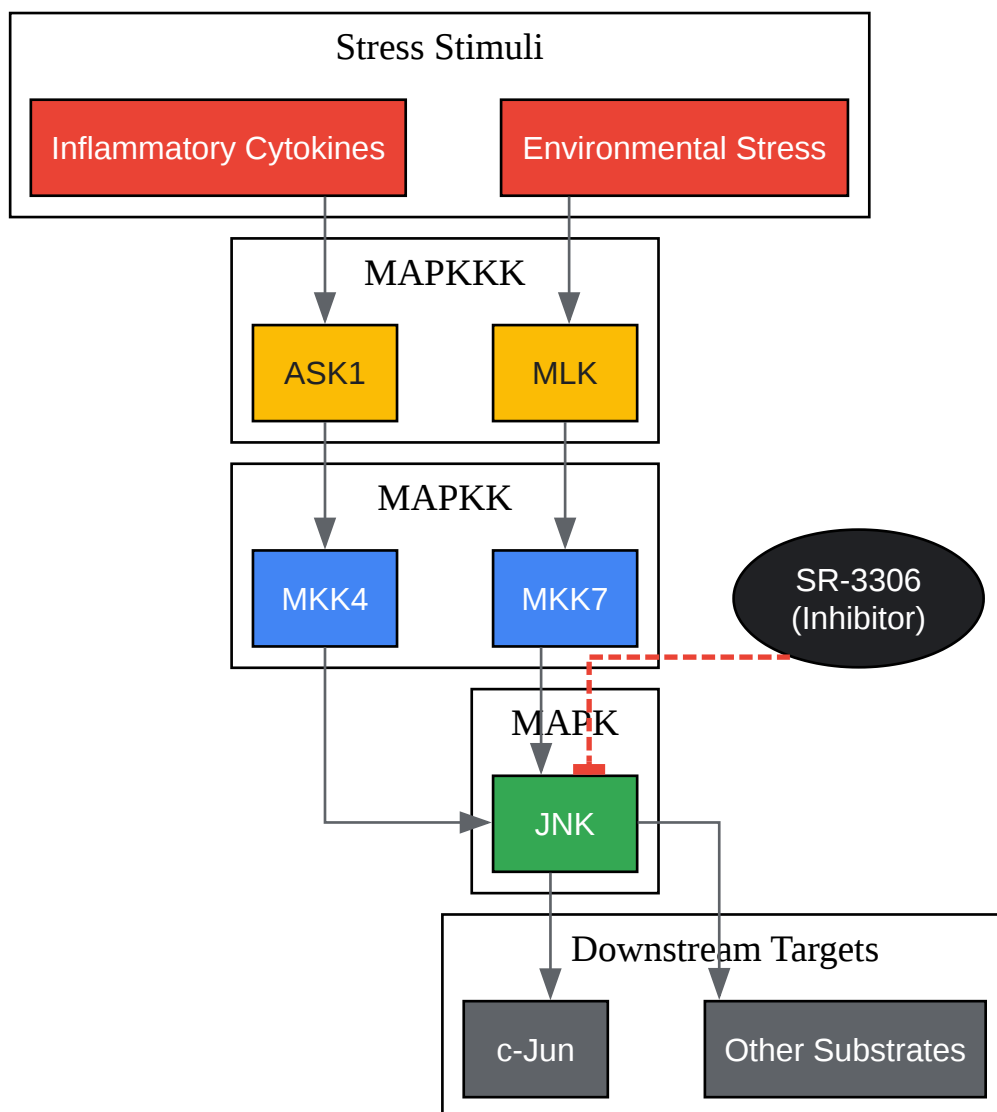 Stress Stimuli
Inflammatory Cytokines
Environmental Stress
MAPKKK
ASK1
MLK
MAPKK
MKK4
MKK7
SR-3306
(Inhibitor)
MAPK
JNK
Downstream Targets
c-Jun
Other Substrates